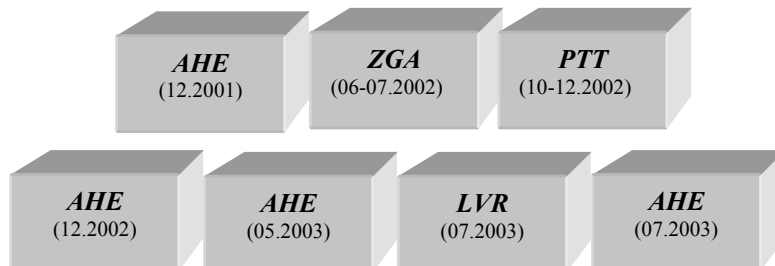 AHE
(12.2001)
ZGA
(06-07.2002)
PTT
(10-12.2002)
AHE
(12.2002)
AHE
(05.2003)
LVR
(07.2003)
AHE
(07.2003)